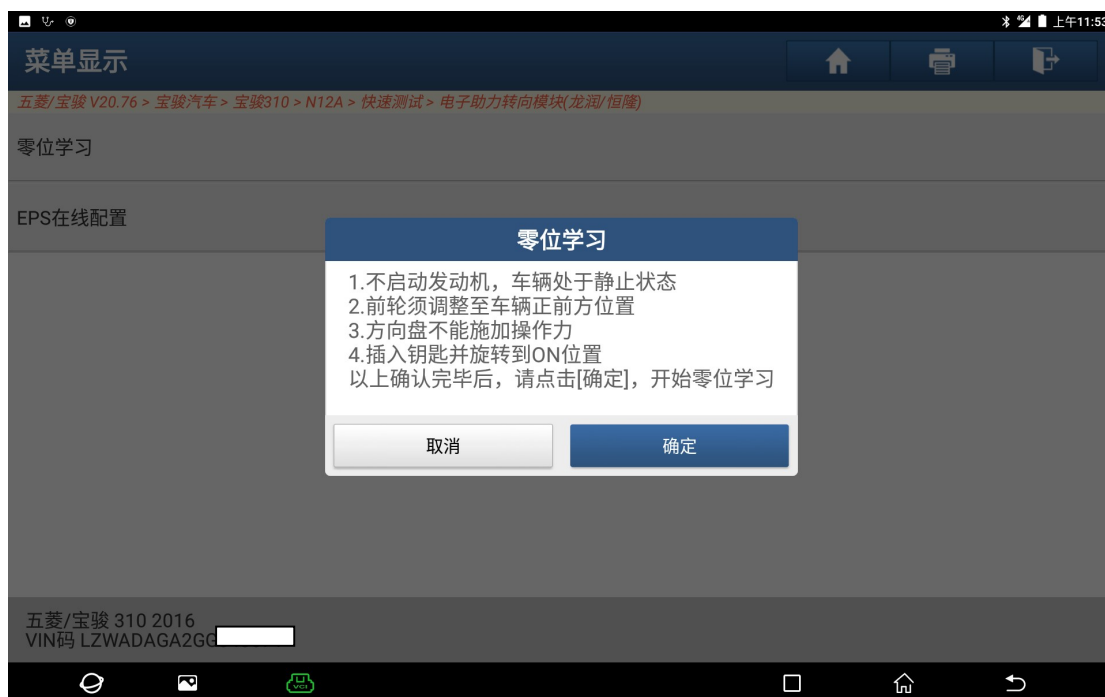 上午11:53
菜单显示
五菱/宝骏 V20.76 > 宝骏汽车 > 宝骏310 > N12A > 快速测试 > 电子助力转向模块(龙润/恒隆)
零位学习
EPS在线配置
零位学习
1.不启动发动机，车辆处于静止状态
2.前轮须调整至车辆正前方位置
3.方向盘不能施加操作力
4.插入钥匙并旋转到ON位置
以上确认完毕后，请点击[确定]，开始零位学习
取消
确定
五菱/宝骏 310 2016
VIN码 LZWADAGA2GG
VCI